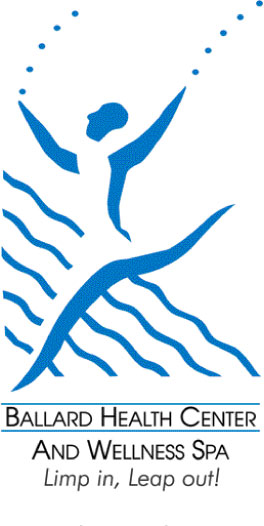 BALLARD HEALTH CENTER
AND WELLNESS SPA
Limp in, Leap out!